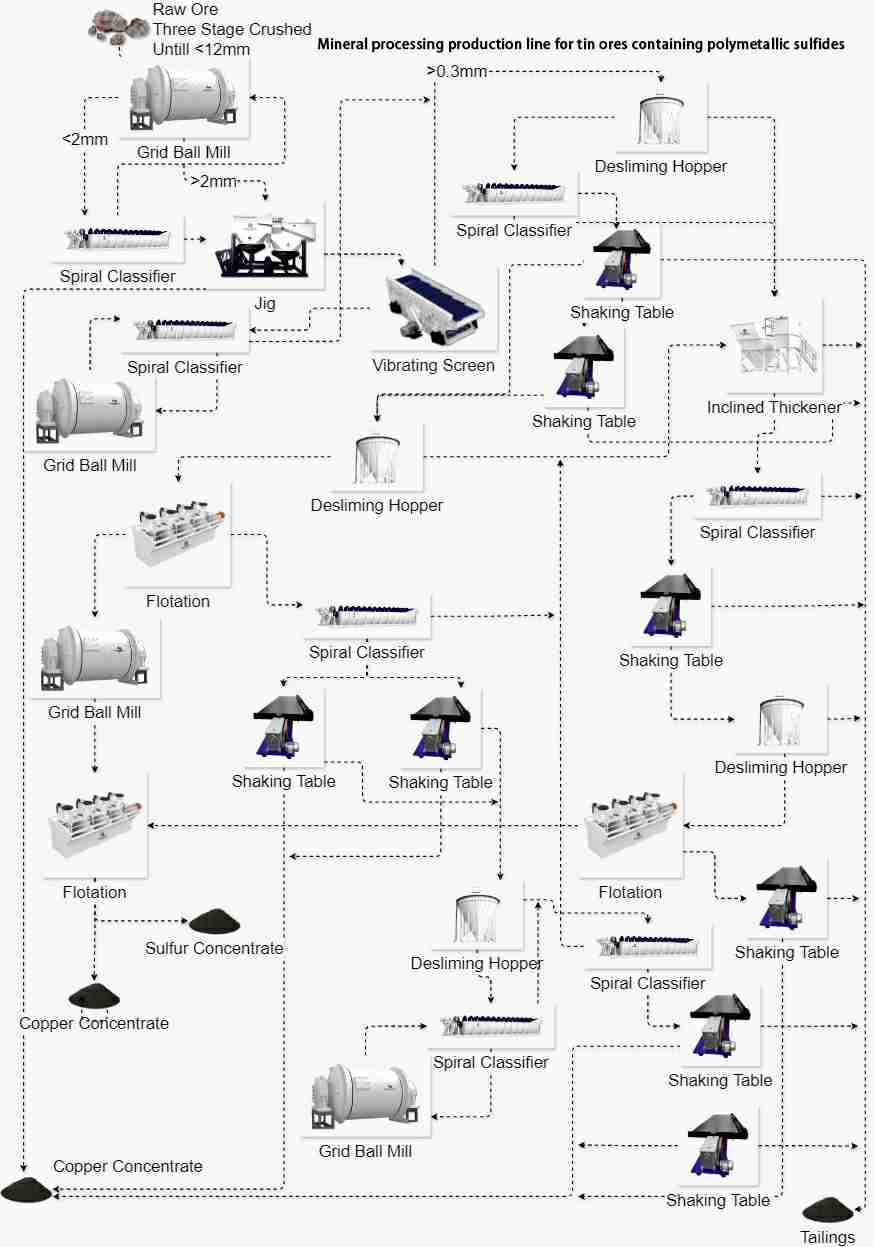 Raw Ore
Three Stage Crushed
Untill <12mm
Mineral processing production line for tin ores containing polymetallic sulfides
>0.3mm
<2mm
Grid Ball Mill
Desliming Hopper
>2mm
Spiral Classifier
Spiral Classifier
Jig
Shaking Table
Spiral Classifier
Vibrating Screen
Shaking Table
Inclined Thickener
Grid Ball Mill
Desliming Hopper
Spiral Classifier
Flotation
Spiral Classifier
Shaking Table
Grid Ball Mill
Shaking Table
Shaking Table
Desliming Hopper
Flotation
Flotation
Sulfur Concentrate
Shaking Table
Desliming Hopper
Spiral Classifier
Copper Concentrate
Spiral Classifier
Shaking Table
Grid Ball Mill
Copper Concentrate
Shaking Table
Tailings